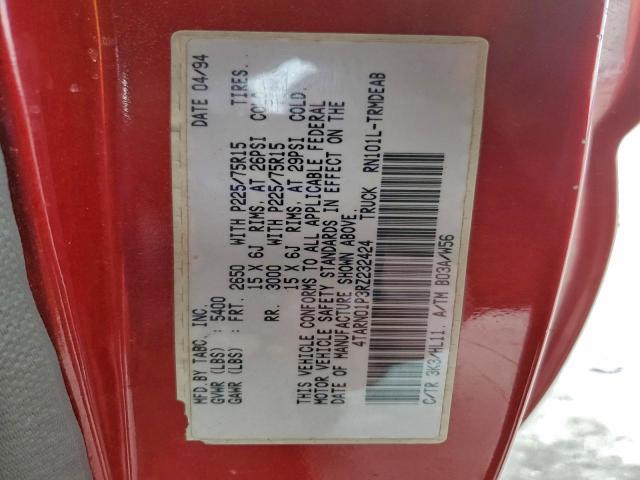 MFD.BY TABC, INC. DATE 04/94
GVWR (LBS) : 5400
GAWR (LBS) : FRT. 2650 WITH P225/75R15 TIRES.
15 X 6J RIMS, AT 26PSI COLD.
RR. 3000 WITH P225/75R15
15 X 6J RIMS, AT 29PSI COLD.
THIS VEHICLE CONFORMS TO ALL APPLICABLE FEDERAL
MOTOR VEHICLE SAFETY STANDARDS IN EFFECT ON THE
DATE OF MANUFACTURE SHOWN ABOVE.
4TARN01P3RZ232424 TRUCK RN101L-TRMDEAB
C/TR 3K3/HL11. A/TM B03A/W56